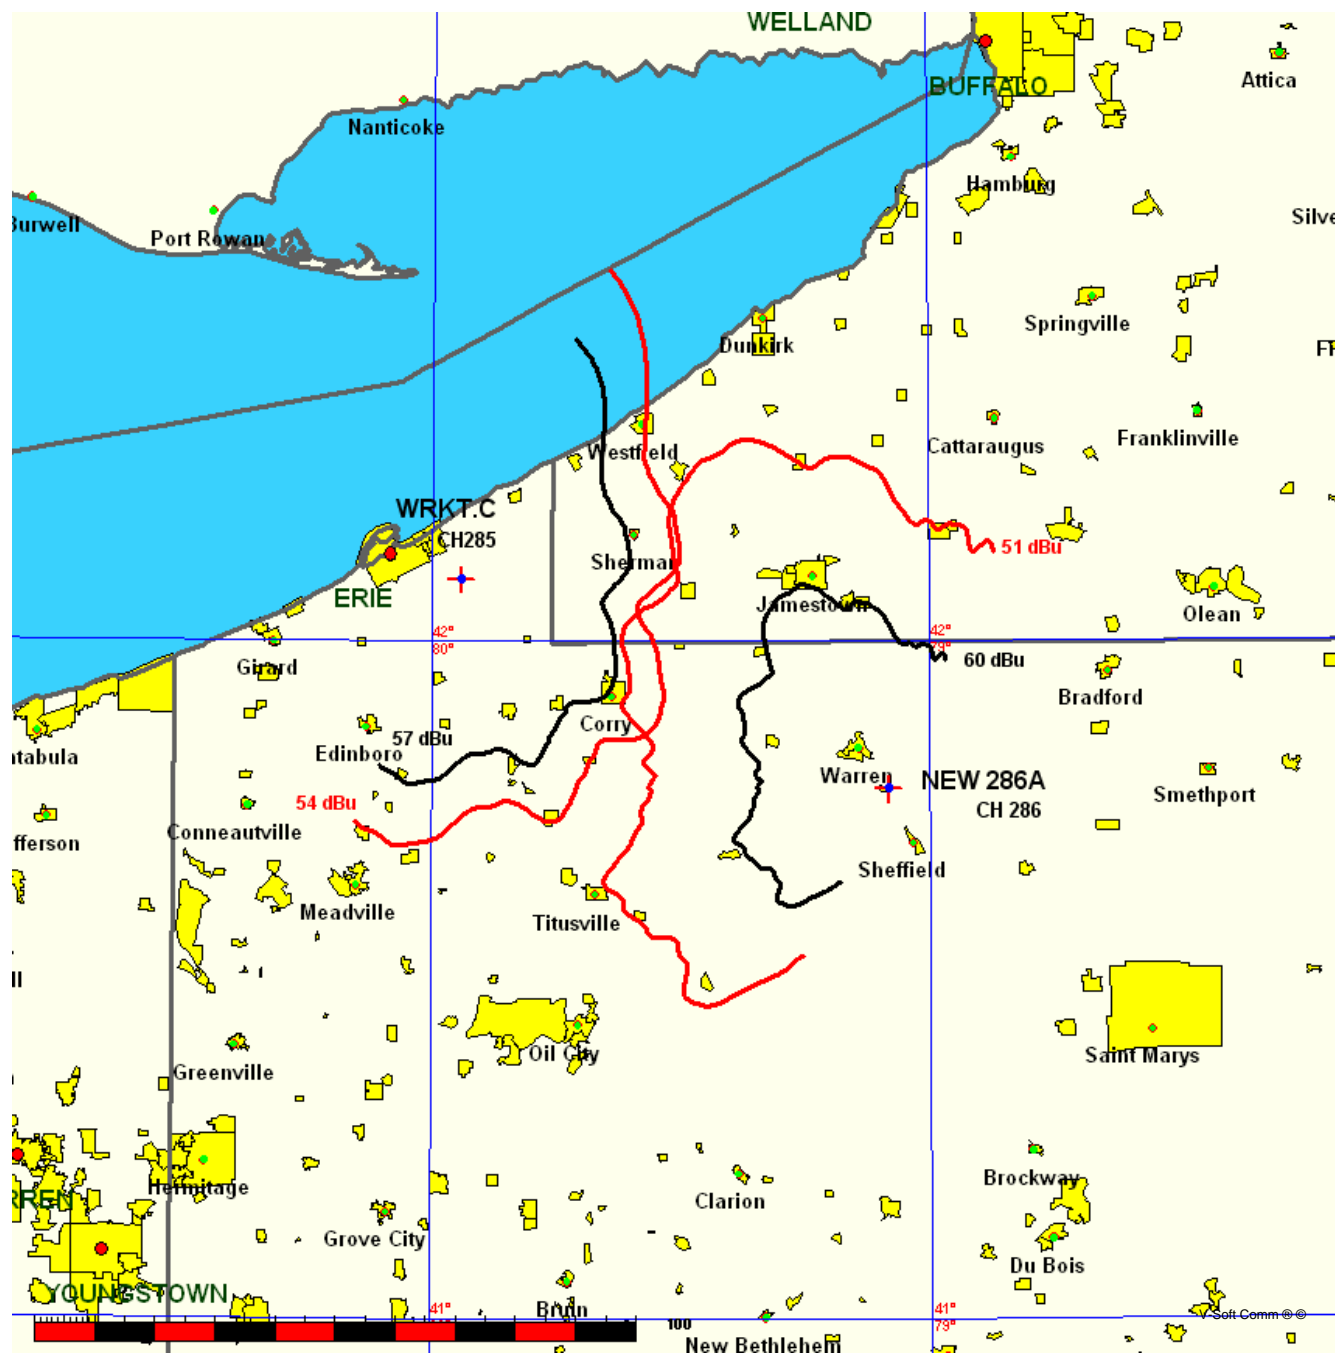 WELLAND
BUFFALO
Attica
Nanticoke
Hamburg
Port Rowan
Dunkirk
Springville
Westfield
Cattaraugus
Franklinville
WRKT.C
CH285
Sherman
51 dBu
ERIE
Jamestown
Olean
42°
80°
42°
79°
Girard
60 dBu
Bradford
Corry
57 dBu
Edinboro
Warren
NEW 286A
CH 286
Smethport
54 dBu
Conneautville
Sheffield
Meadville
Titusville
Oil City
Saint Marys
Greenville
Brockway
Hermitage
Clarion
Grove City
Du Bois
YOUNGSTOWN
Bruin
41°
80°
41°
79°
V-Soft Comm ® ©
100
New Bethlehem